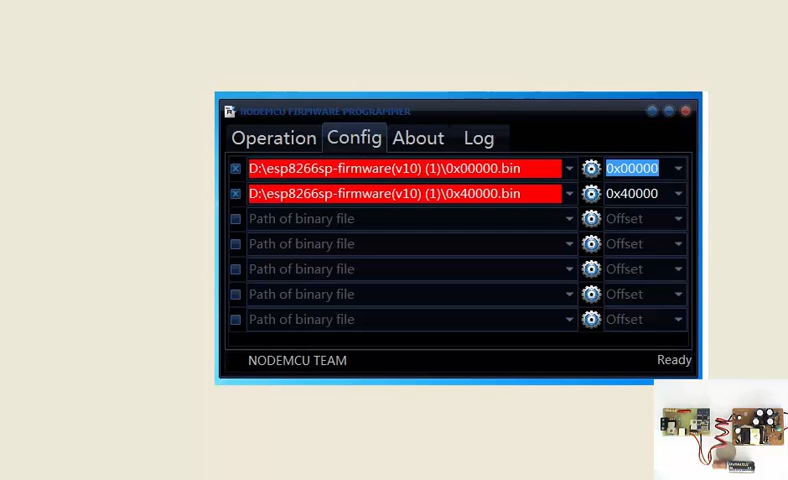 NODEMCU FIRMWARE PROGRAMMER
Operation Config About Log
D:\esp8266sp-firmware(v10) (1)\0x00000.bin 0x00000
D:\esp8266sp-firmware(v10) (1)\0x40000.bin 0x40000
Path of binary file Offset
Path of binary file Offset
Path of binary file Offset
Path of binary file Offset
Path of binary file Offset
NODEMCU TEAM Ready